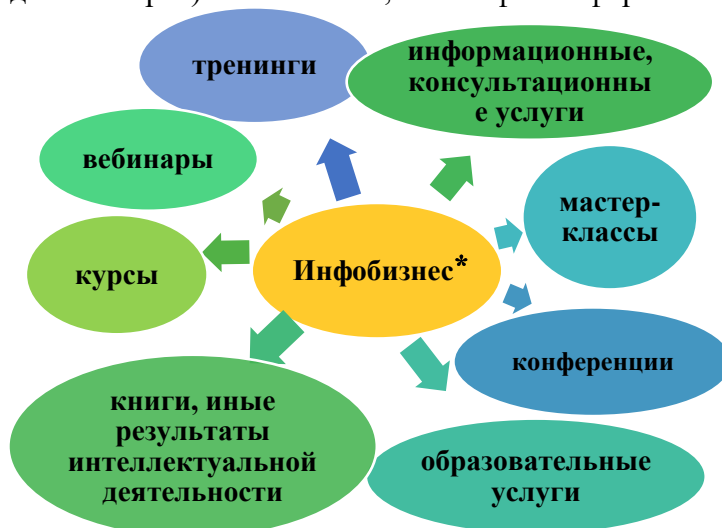 тренинги
информационные,
консультационны
е услуги
вебинары
мастер-
классы
курсы
Инфобизнес*
конференции
книги, иные
результаты
интеллектуальной
деятельности
образовательные
услуги